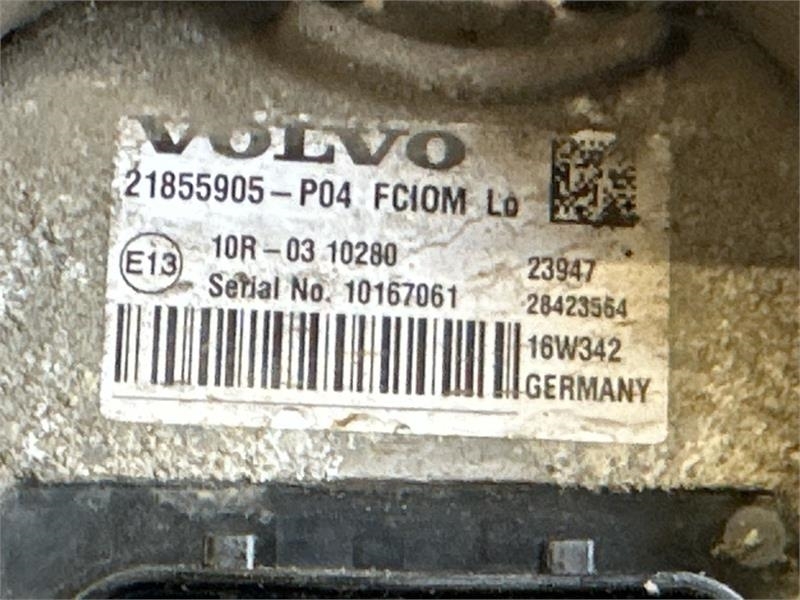 VOLVO
21855905-P04 FCIOM Lo
E13
10R-03 10280
Serial No. 10167061
23947
28423564
16W342
GERMANY